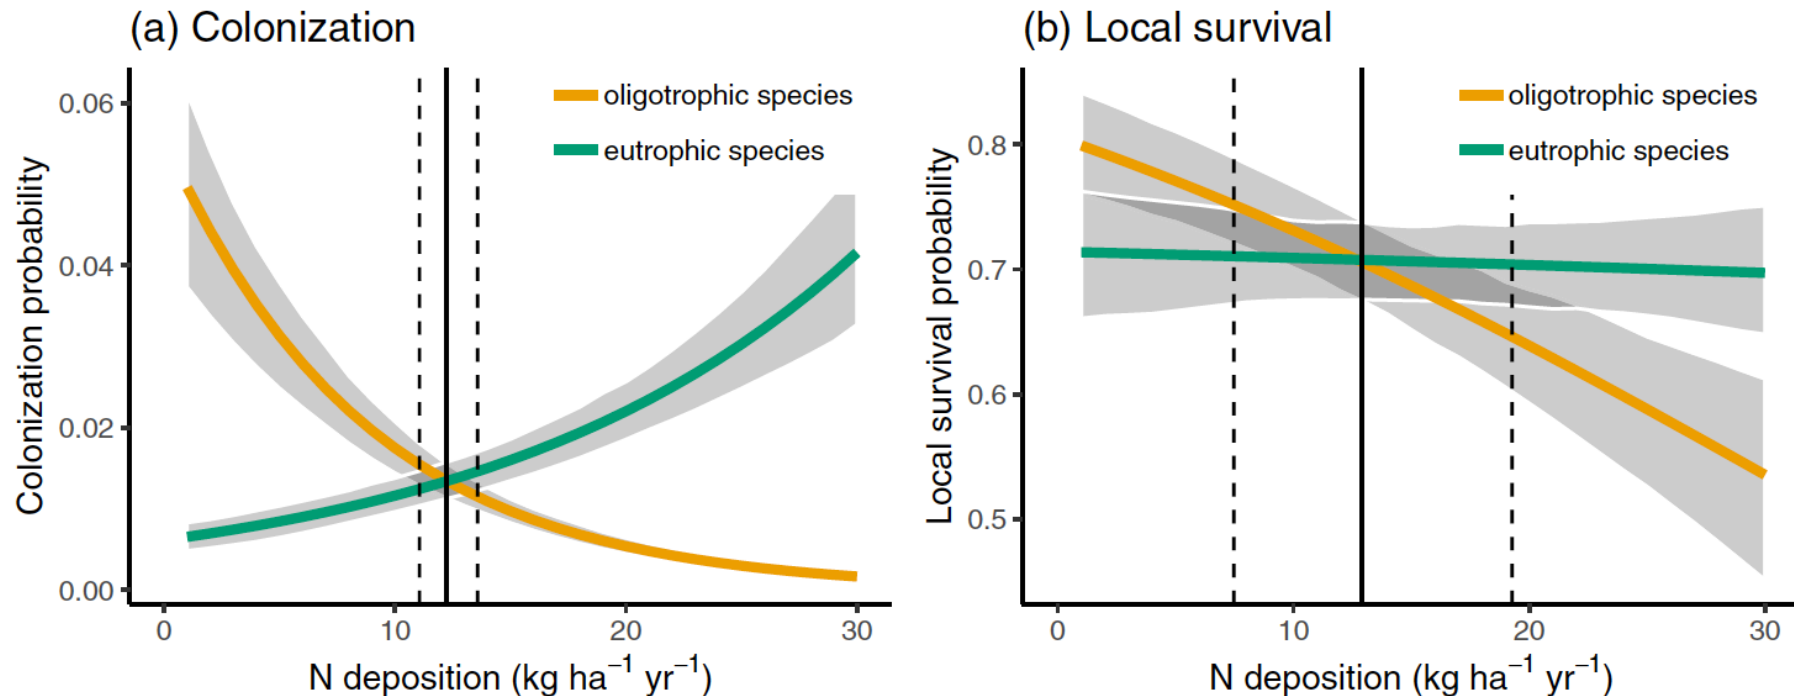 (a) Colonization
Colonization probability
0.06
0.04
0.02
0.00
oligotrophic species
eutrophic species
0
10
20
30
N deposition (kg ha⁻¹ yr⁻¹)
(b) Local survival
Local survival probability
0.8
0.7
0.6
0.5
oligotrophic species
eutrophic species
0
10
20
30
N deposition (kg ha⁻¹ yr⁻¹)